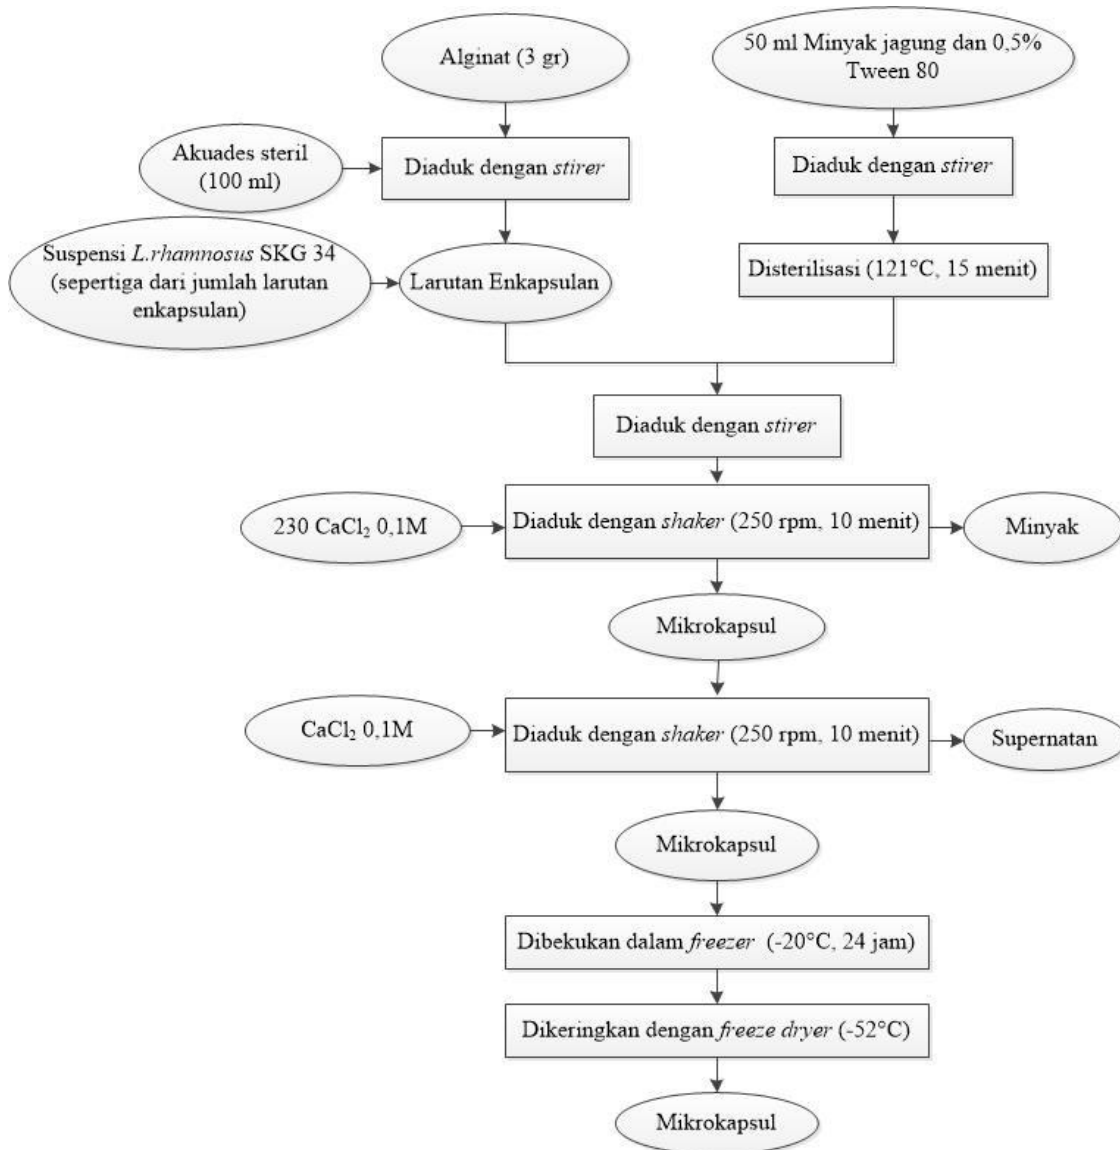 Alginat (3 gr)
50 ml Minyak jagung dan 0,5%
Tween 80
Akuades steril
(100 ml)
Diaduk dengan stirer
Diaduk dengan stirer
Suspensi L.rhamnosus SKG 34
(sepertiga dari jumlah larutan
enkapsulan)
Larutan Enkapsulan
Disterilisasi (121°C, 15 menit)
Diaduk dengan stirer
230 CaCl₂ 0,1M
Diaduk dengan shaker (250 rpm, 10 menit)
Minyak
Mikrokapsul
CaCl₂ 0,1M
Diaduk dengan shaker (250 rpm, 10 menit)
Supernatan
Mikrokapsul
Dibekukan dalam freezer (-20°C, 24 jam)
Dikeringkan dengan freeze dryer (-52°C)
Mikrokapsul